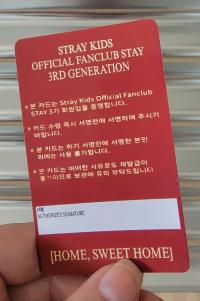 STRAY KIDS
OFFICIAL FANCLUB STAY
3RD GENERATION
* 본 카드는 Stray Kids Official Fanclub
STAY 3기 회원임을 증명합니다.
* 카드 수령 즉시 서명란에 서명하여 주시기
바랍니다.
* 본 카드는 하기 서명란에 서명한 본인
외에는 사용 불가합니다.
* 본 카드는 어떠한 사유로도 재발급이
불가하므로 보관에 유의 부탁드립니다
서명
AUTHORIZED SIGNATURE
[HOME, SWEET HOME]